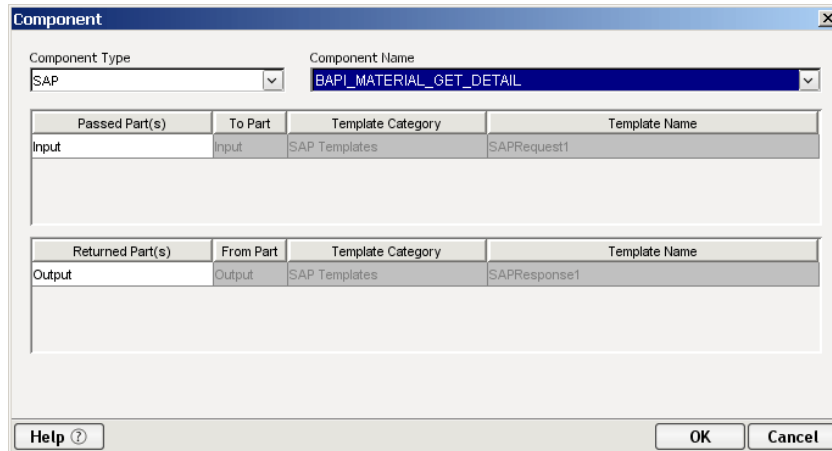 Component
Component Type Component Name
SAP BAPI_MATERIAL_GET_DETAIL
Passed Part(s) To Part Template Category Template Name
Input Input SAP Templates SAPRequest1
Returned Part(s) From Part Template Category Template Name
Output Output SAP Templates SAPResponse1
Help ? OK Cancel